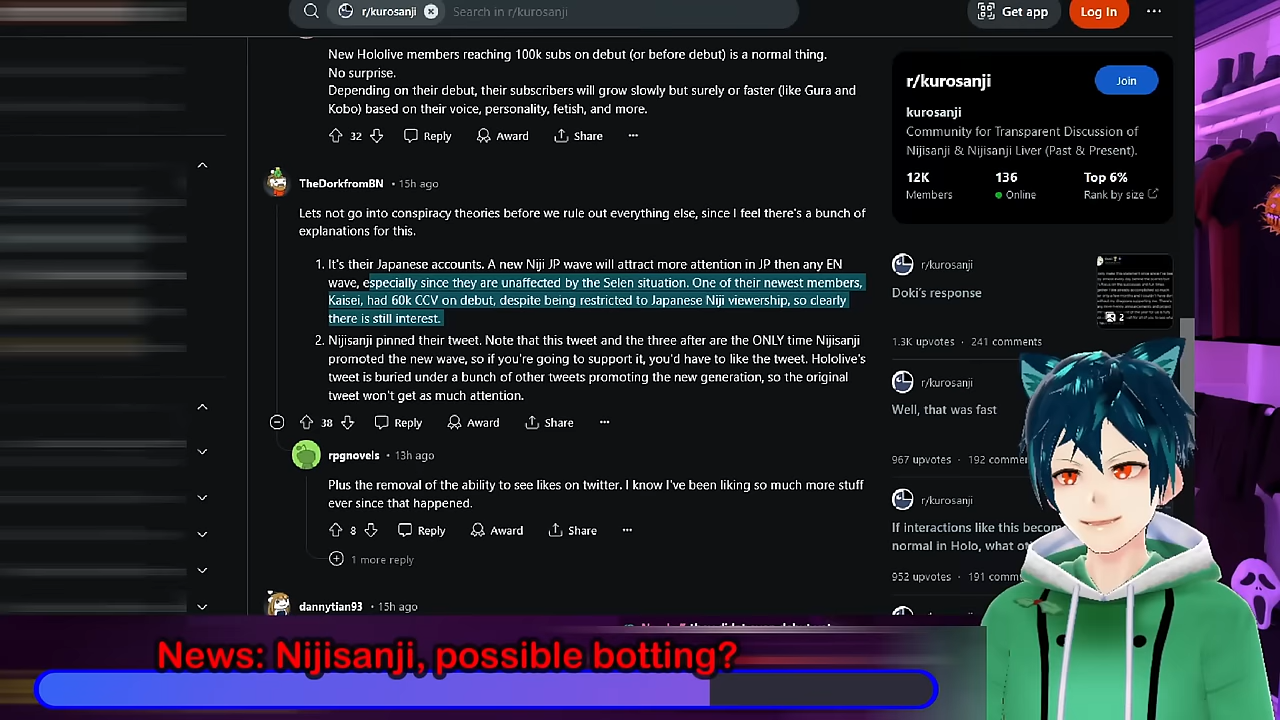 r/kurosanji
Search in r/kurosanji
Get app
Log In
New Hololive members reaching 100k subs on debut (or before debut) is a normal thing.
No surprise.
Depending on their debut, their subscribers will grow slowly but surely or faster (like Gura and
Kobo) based on their voice, personality, fetish, and more.
32
Reply
Award
Share
TheDorkfromBN • 15h ago
Lets not go into conspiracy theories before we rule out everything else, since I feel there's a bunch of
explanations for this.
1. It's their Japanese accounts. A new Niji JP wave will attract more attention in JP then any EN
wave, especially since they are unaffected by the Selen situation. One of their newest members,
Kaisei, had 60k CCV on debut, despite being restricted to Japanese Niji viewership, so clearly
there is still interest.
2. Nijisanji pinned their tweet. Note that this tweet and the three after are the ONLY time Nijisanji
promoted the new wave, so if you're going to support it, you'd have to like the tweet. Hololive's
tweet is buried under a bunch of other tweets promoting the new generation, so the original
tweet won't get as much attention.
38
Reply
Award
Share
rpgnovels • 13h ago
Plus the removal of the ability to see likes on twitter. I know I've been liking so much more stuff
ever since that happened.
8
Reply
Award
Share
1 more reply
dannytian93 • 15h ago
r/kurosanji
Join
kurosanji
Community for Transparent Discussion of
Nijisanji & Nijisanji Liver (Past & Present).
12K
136
Top 6%
Members
Online
Rank by size
r/kurosanji
Doki's response
2
1.3K upvotes • 241 comments
r/kurosanji
Well, that was fast
967 upvotes • 192 commen
r/kurosanji
If interactions like this becom
normal in Holo, what ot
952 upvotes • 191 comm
News: Nijisanji, possible botting?